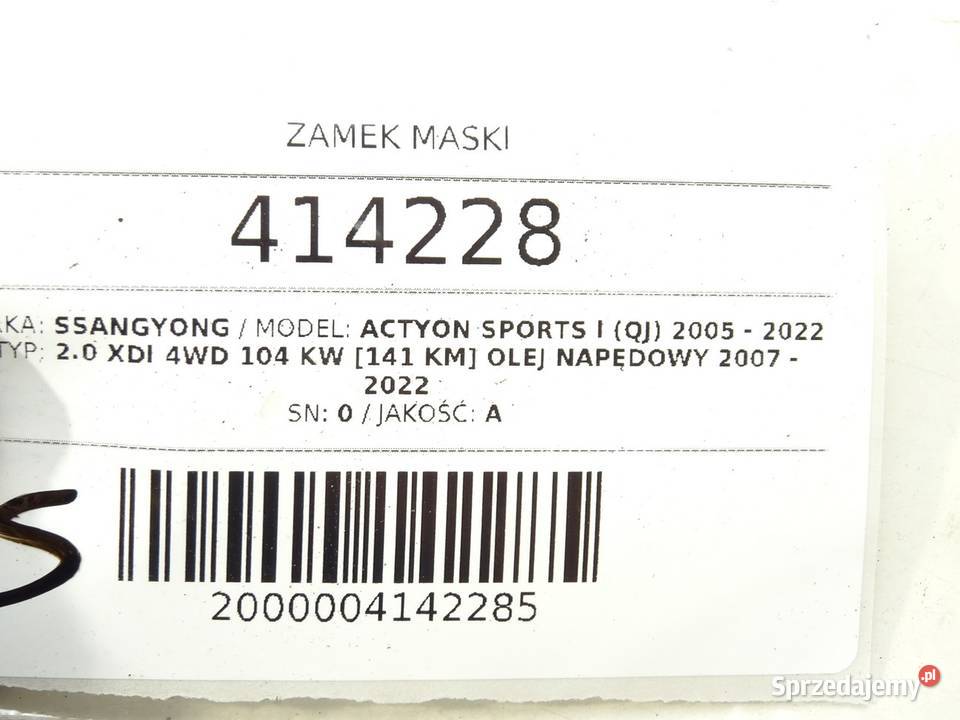 ZAMEK MASKI
414228
RKA: SSANGYONG / MODEL: ACTYON SPORTS I (QJ) 2005 - 2022
TYP: 2.0 XDI 4WD 104 KW [141 KM] OLEJ NAPĘDOWY 2007 -
2022
SN: 0 / JAKOŚĆ: A
2000004142285
Sprzedajemy.pl